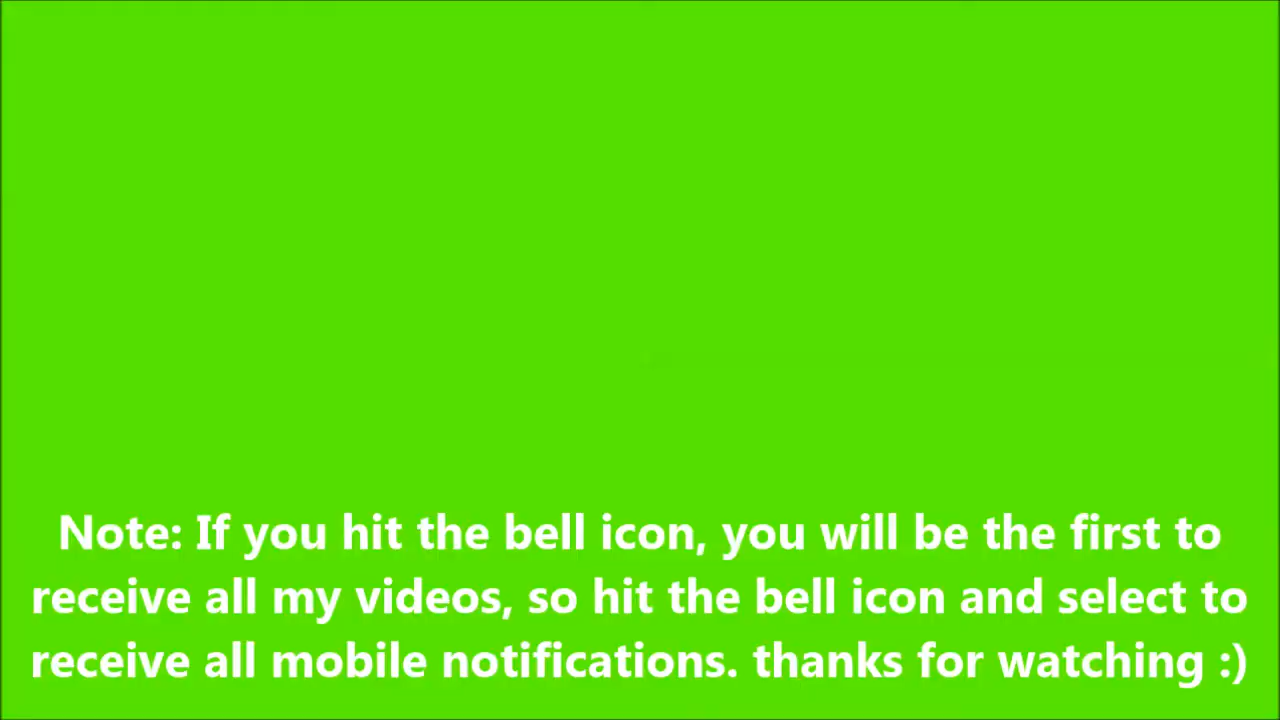 Note: If you hit the bell icon, you will be the first to
receive all my videos, so hit the bell icon and select to
receive all mobile notifications. thanks for watching :)